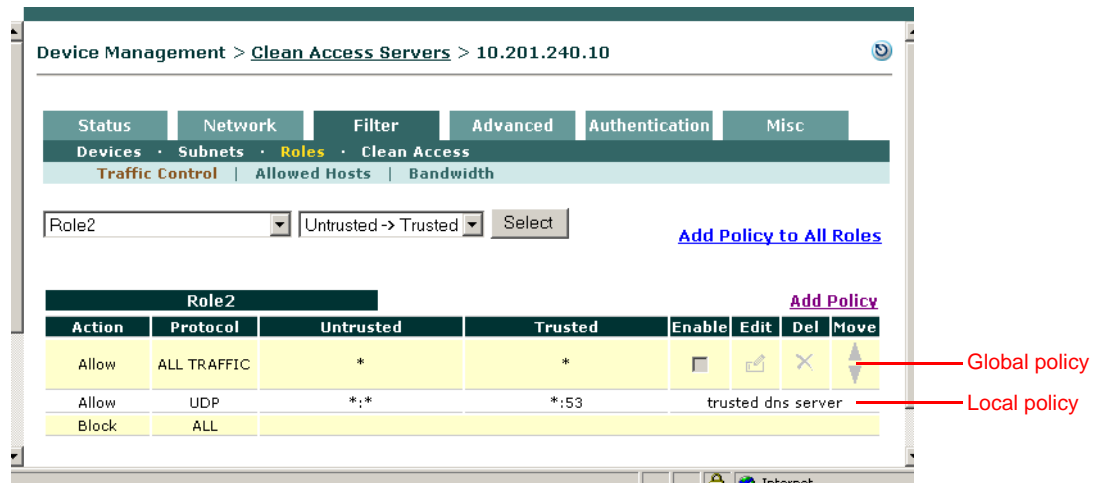 Device Management > Clean Access Servers > 10.201.240.10
Status Network Filter Advanced Authentication Misc
Devices · Subnets · Roles · Clean Access
Traffic Control | Allowed Hosts | Bandwidth
Role2 Untrusted -> Trusted Select
Add Policy to All Roles
Role2 Add Policy
Action Protocol Untrusted Trusted Enable Edit Del Move
Allow ALL TRAFFIC * * Global policy
Allow UDP *:* *:53 trusted dns server Local policy
Block ALL